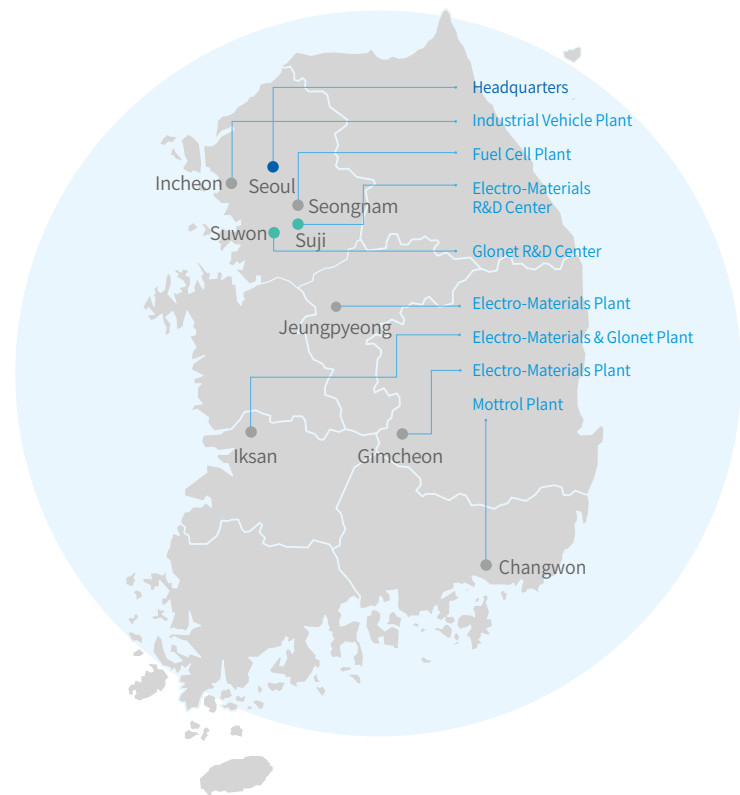 Headquarters
Industrial Vehicle Plant
Fuel Cell Plant
Incheon
Seoul
Electro-Materials
R&D Center
Seongnam
Suwon
Suji
Glonet R&D Center
Electro-Materials Plant
Jeungpyeong
Electro-Materials & Glonet Plant
Electro-Materials Plant
Mottrol Plant
Iksan
Gimcheon
Changwon